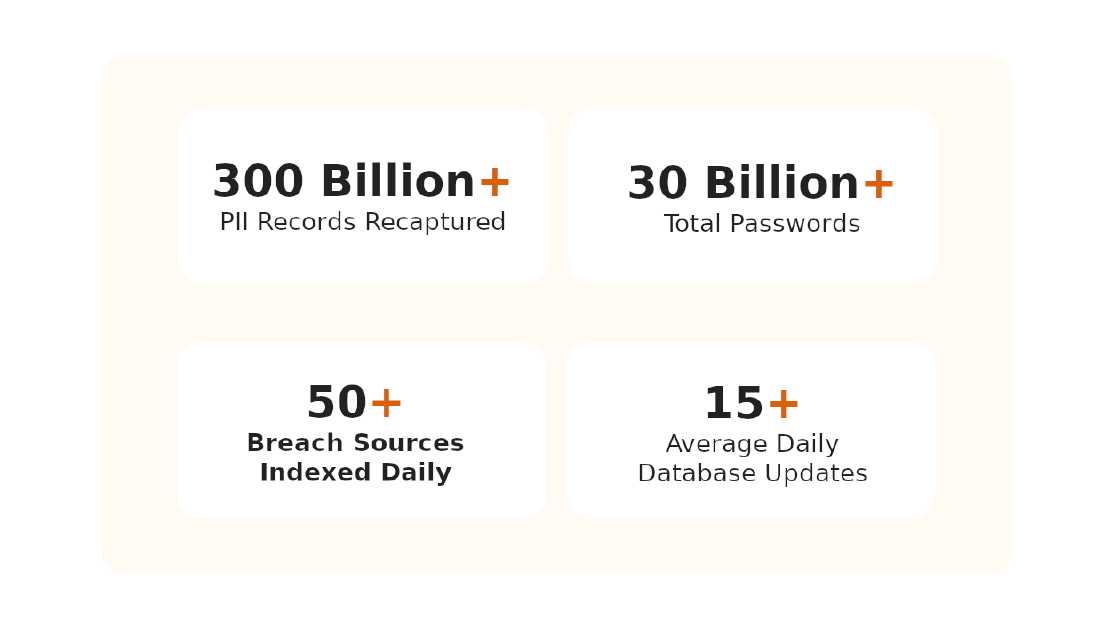 300 Billion+
PII Records Recaptured
30 Billion+
Total Passwords
50+
Breach Sources
Indexed Daily
15+
Average Daily
Database Updates